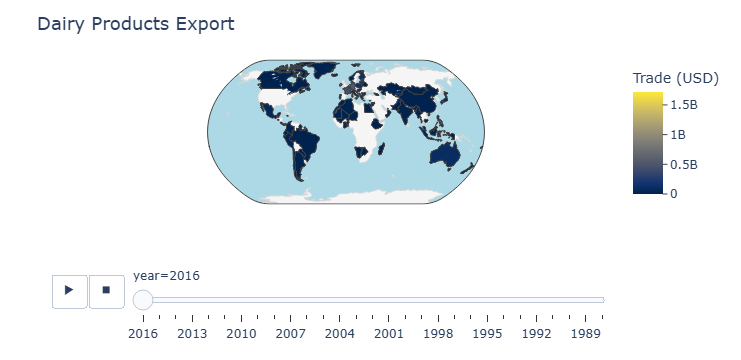 Dairy Products Export
Trade (USD)
1.5B
1B
0.5B
0
year=2016
2016 2013 2010 2007 2004 2001 1998 1995 1992 1989